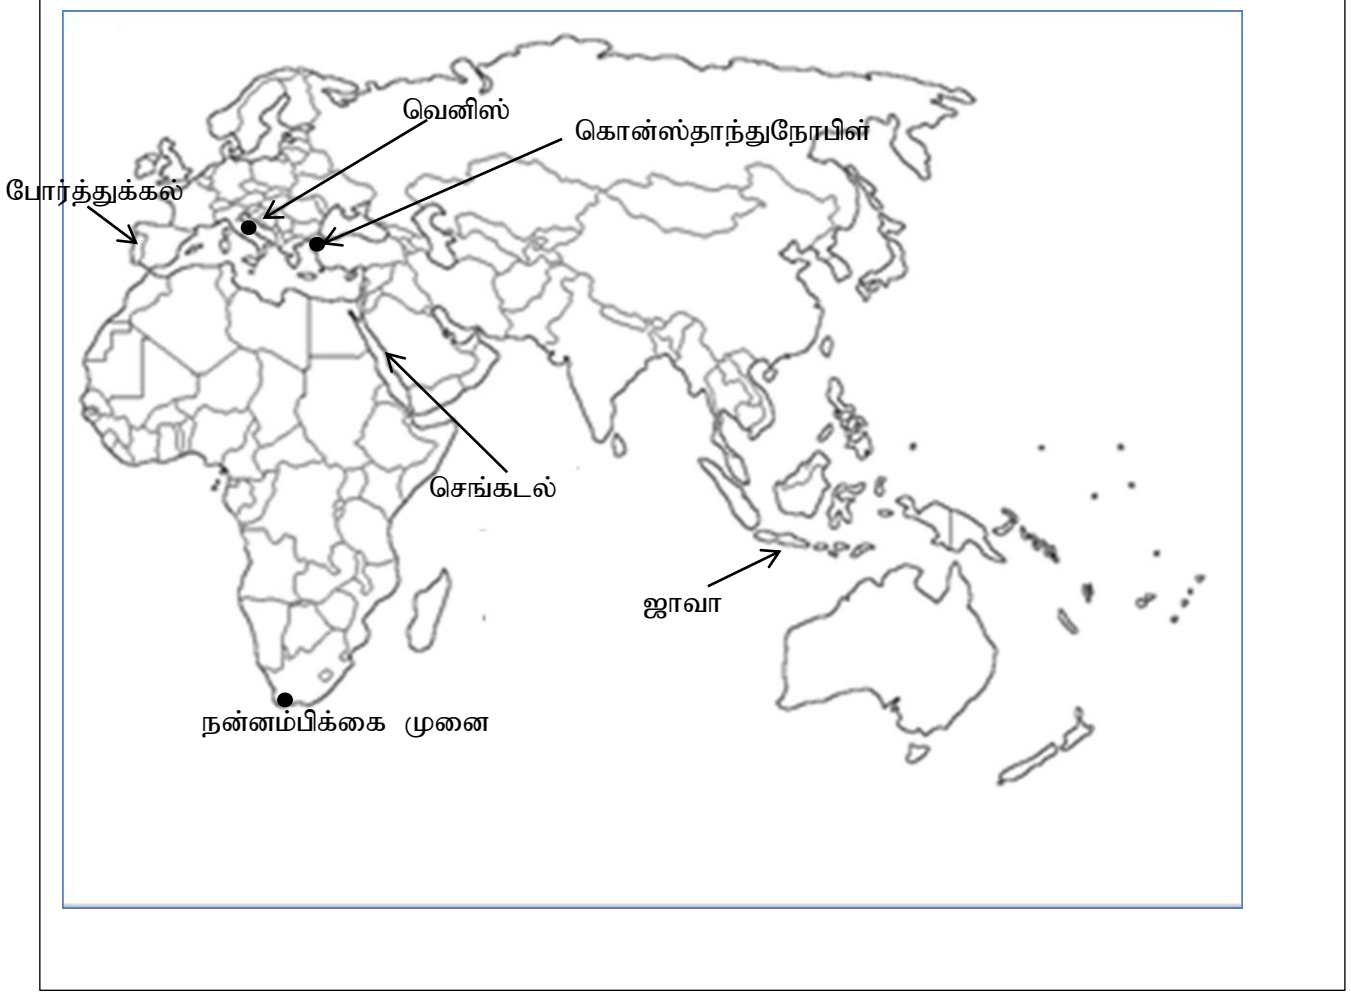 வெனிஸ்
கொன்ஸ்தாந்துநோபிள்
போர்த்துக்கல்
செங்கடல்
ஜாவா
நன்னம்பிக்கை முனை